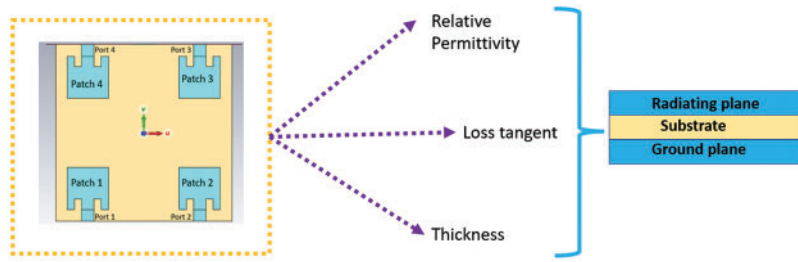 Port 4
Port 3
Patch 4
Patch 3
v
u
Patch 1
Patch 2
Port 1
Port 2
Relative
Permittivity
Loss tangent
Thickness
Radiating plane
Substrate
Ground plane